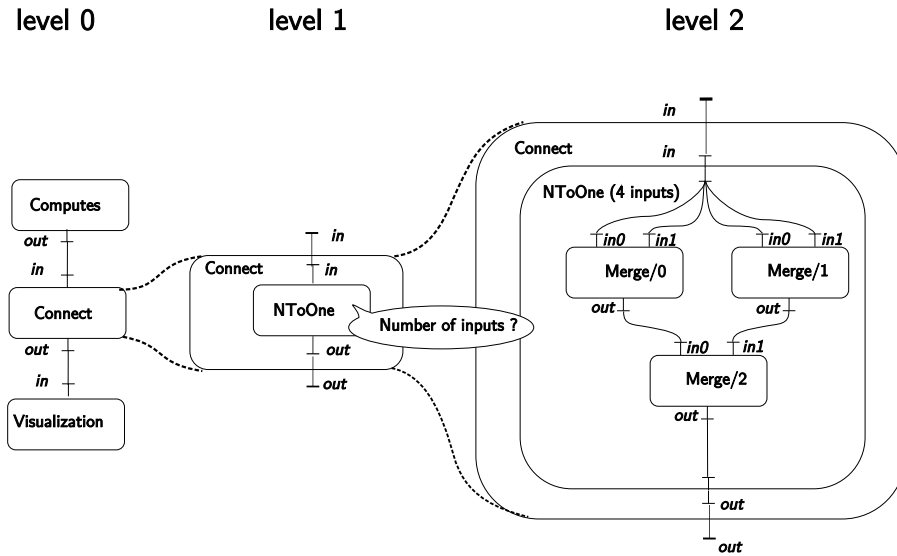 level 0
level 1
level 2
Computes
out
in
Connect
out
in
Visualization
in
Connect
in
NToOne
Number of inputs ?
out
out
in
Connect
in
NToOne (4 inputs)
in0 in1 in0 in1
Merge/0 Merge/1
out out
in0 in1
Merge/2
out
out
out